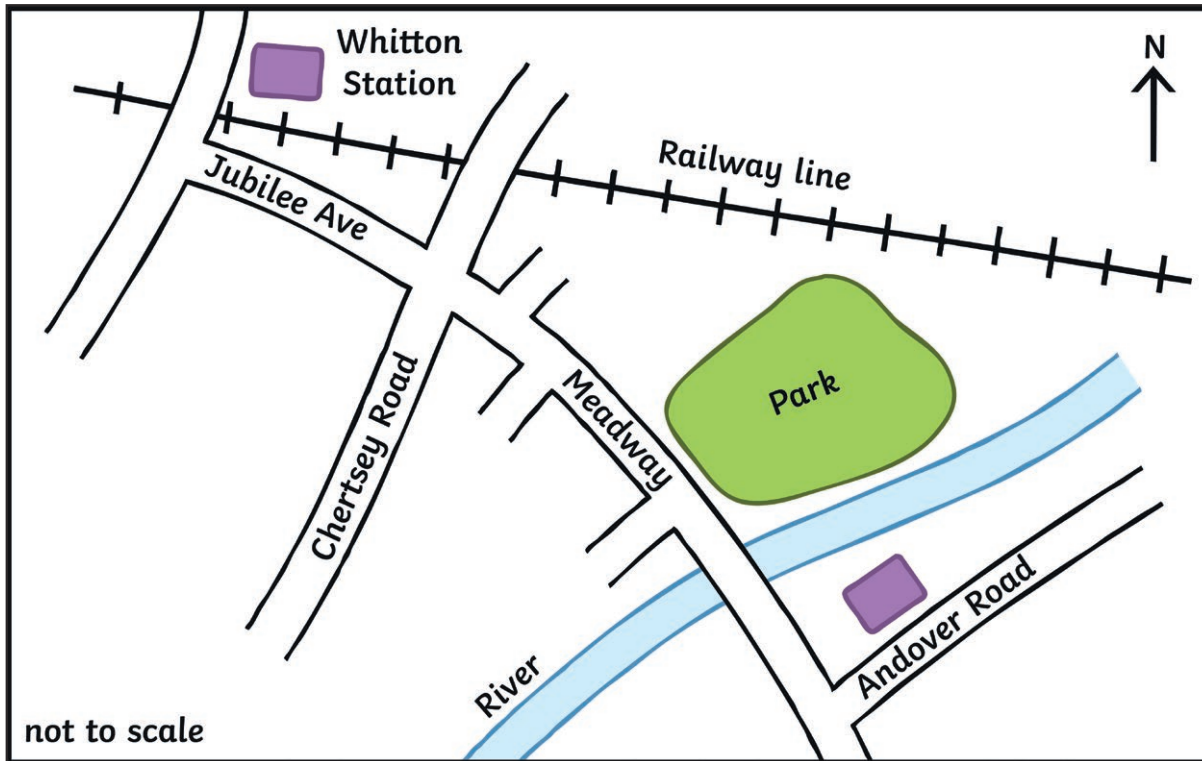 Whitton
Station
N
Railway line
Jubilee Ave
Park
Meadway
Chertsey Road
Andover Road
River
not to scale